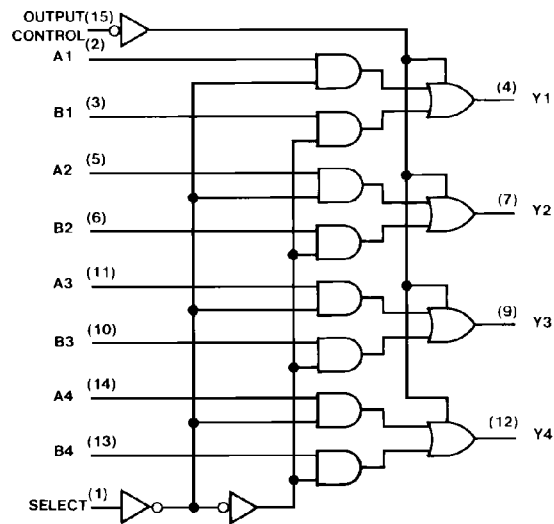 OUTPUT (15)
CONTROL
(2)
A1
(4)
Y1
(3)
B1
(5)
A2
(7)
Y2
(6)
B2
(11)
A3
(9)
Y3
(10)
B3
(14)
A4
(12)
Y4
(13)
B4
SELECT (1)